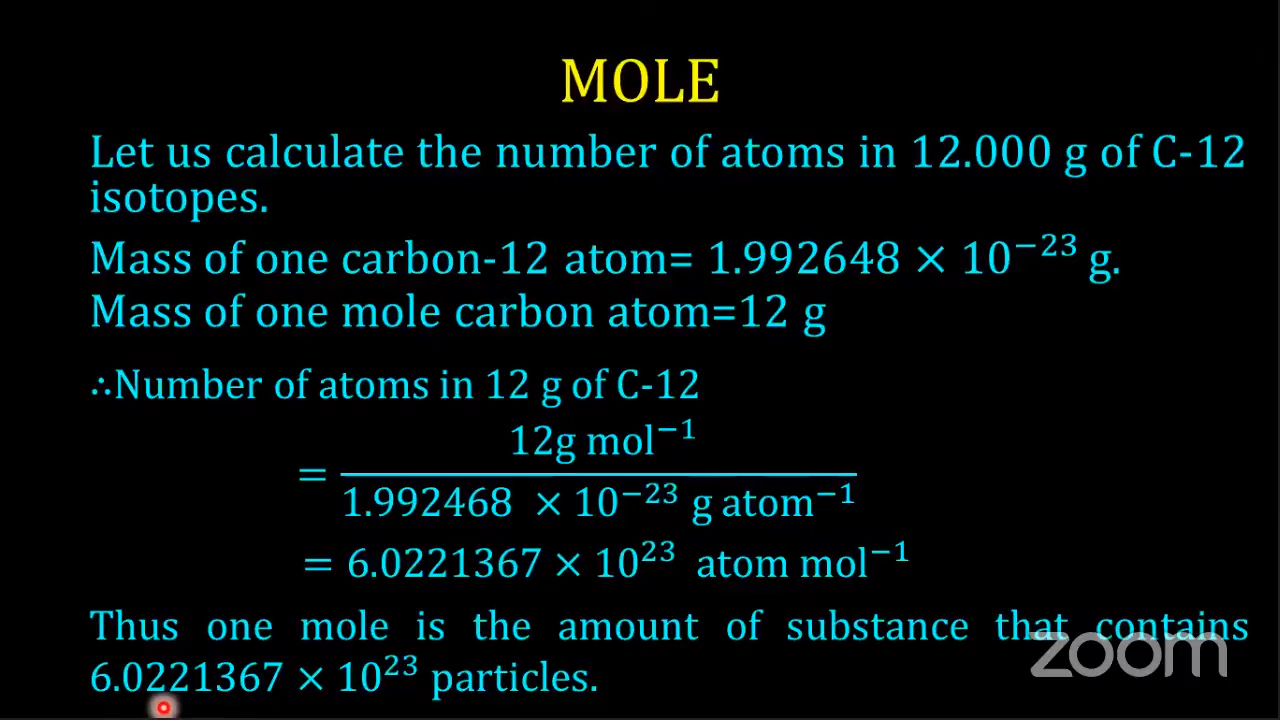 MOLE
Let us calculate the number of atoms in 12.000 g of C-12
isotopes.
Mass of one carbon-12 atom= 1.992648 × 10⁻²³ g.
Mass of one mole carbon atom=12 g
∴Number of atoms in 12 g of C-12
12g mol⁻¹
=
1.992468 × 10⁻²³ g atom⁻¹
= 6.0221367 × 10²³ atom mol⁻¹
Thus one mole is the amount of substance that contains
6.0221367 × 10²³ particles.
zoom